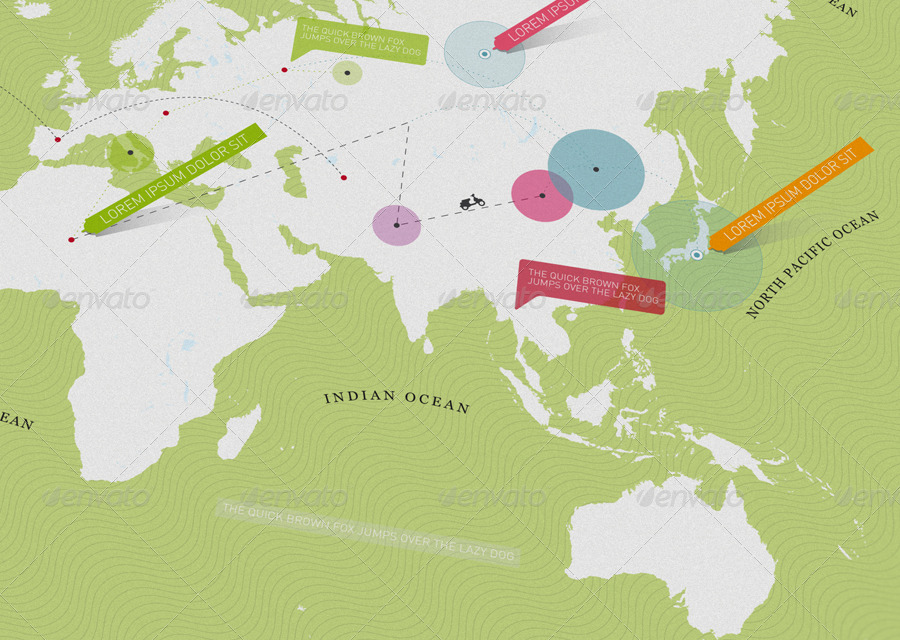 EAN
LOREM IPSU
THE QUICK BROWN FOX
JUMPS OVER THE LAZY DOG
envato envato envato envato envato
LOREM IPSUM DOLOR SIT
LOREM IPSUM DOLOR SIT
NORTH PACIFIC OCEAN
THE QUICK BROWN FOX
JUMPS OVER THE LAZY DOG
envato envato envato envato envato
INDIAN OCEAN
EAN
envato envato envato envato envato
THE QUICK BROWN FOX JUMPS OVER THE LAZY DOG